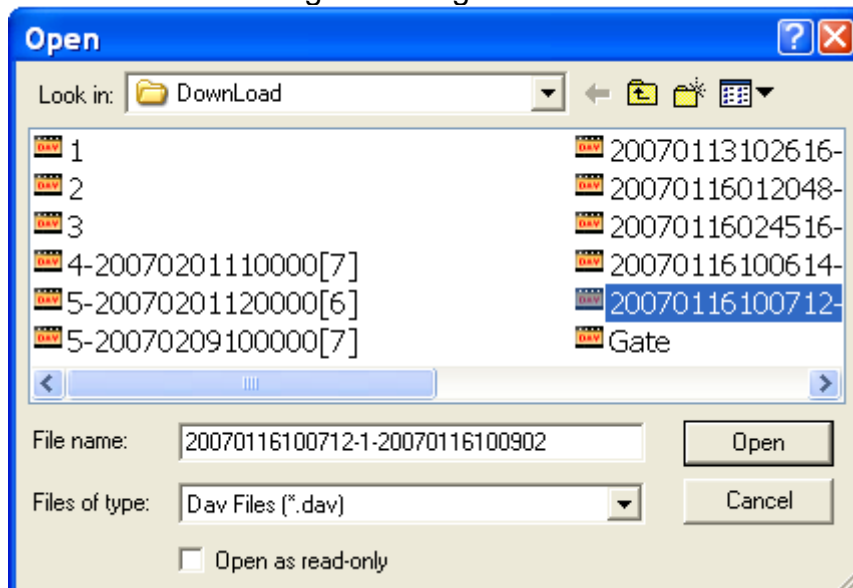 Open
Look in: DownLoad
1
2
3
4-20070201110000[7]
5-20070201120000[6]
5-20070209100000[7]
20070113102616-
20070116012048-
20070116024516-
20070116100614-
20070116100712-
Gate
File name: 20070116100712-1-20070116100902 Open
Files of type: Dav Files (*.dav) Cancel
Open as read-only